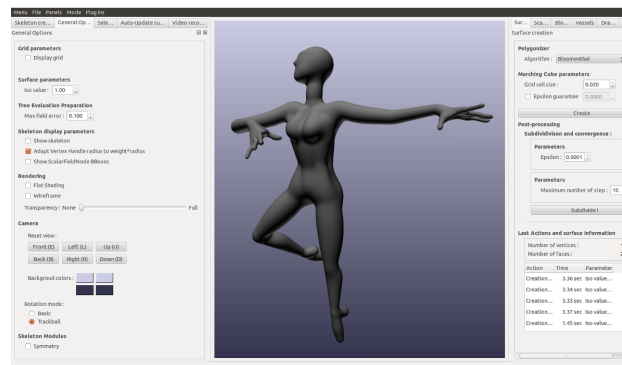 Menu File Panels Mode Plugins
Skeleton cre... General Op... Sele... Auto-Update su... Video reco...
General Options
Grid parameters
Display grid
Surface parameters
Iso value : 1.00
Tree Evaluation Preparation
Max field error : 0.100
Skeleton display parameters
Show skeleton
Adapt Vertex Handle radius to weight*radius
Show ScalarFieldNode BBoxes
Rendering
Flat Shading
Wireframe
Transparency : None Full
Camera
Reset view :
Front (E) Left (L) Up (U)
Back (B) Right (R) Down (D)
Backgroud colors :
Rotation mode :
Basic
Trackball
Skeleton Modules
Symmetry
Sur... Sca... Blo... Vessels Dra...
Surface creation
Polygonizer
Algorithm : Bloomenthal
Marching Cube parameters
Grid cell size : 0.020
Epsilon guarantee 0.0000
Create
Post-processing
Subdividivison and convergence :
Parameters
Epsilon : 0.0001
Parameters
Maximum number of step : 10
Subdivide !
Last Actions and surface information
Number of vertices :
Number of faces :
Action Time Parameter
Creation... 3.36 sec Iso value...
Creation... 3.34 sec Iso value...
Creation... 3.33 sec Iso value...
Creation... 3.37 sec Iso value...
Creation... 1.45 sec Iso value...